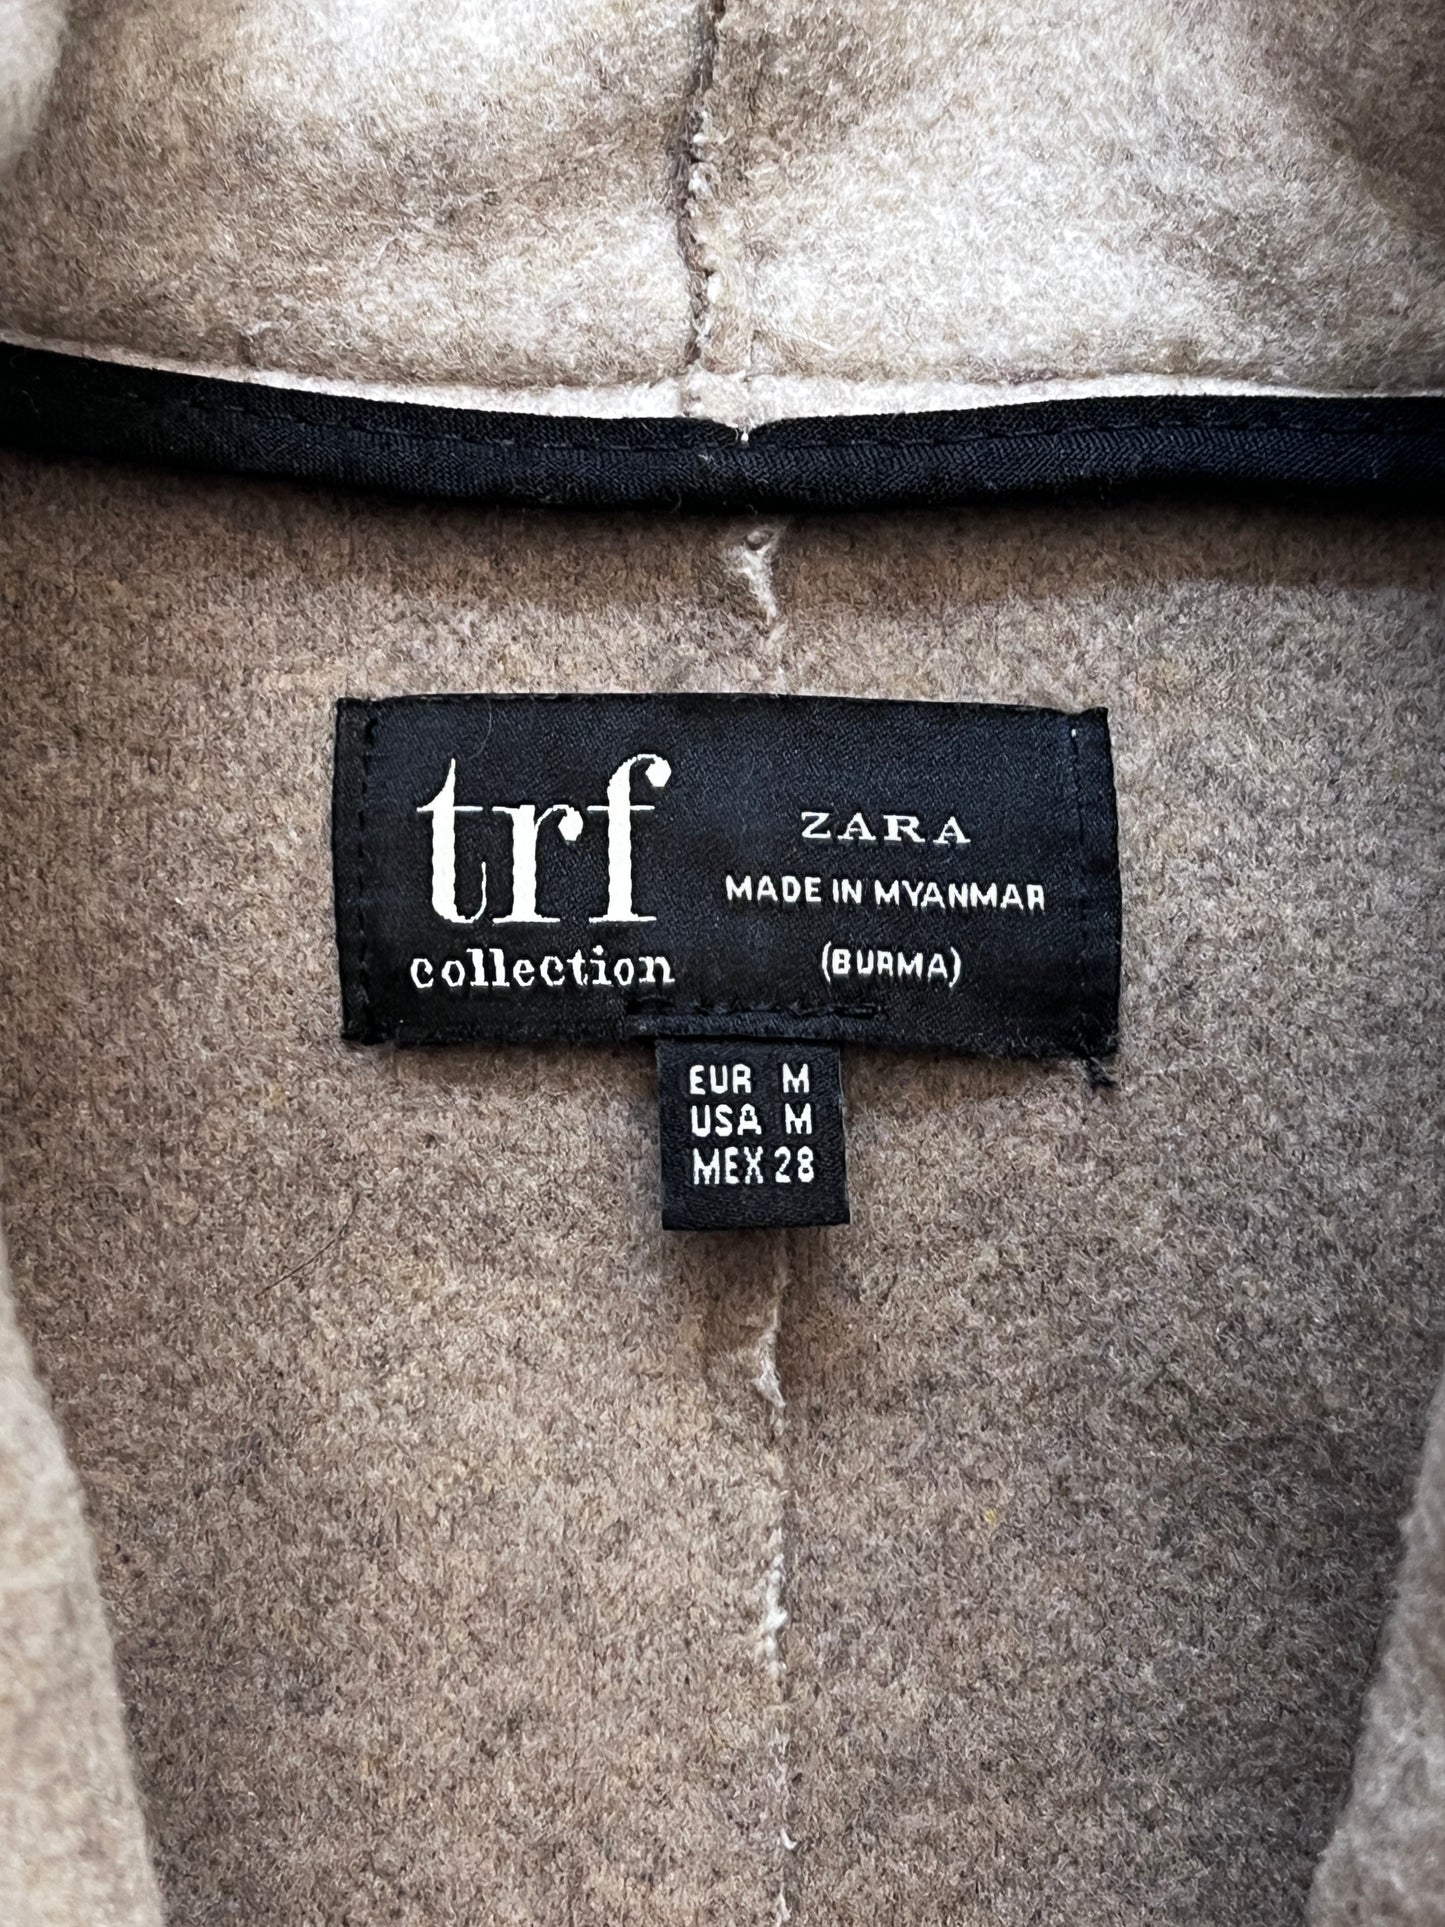 trf
collection
ZARA
MADE IN MYANMAR
(BURMA)
EUR M
USA M
MEX 28